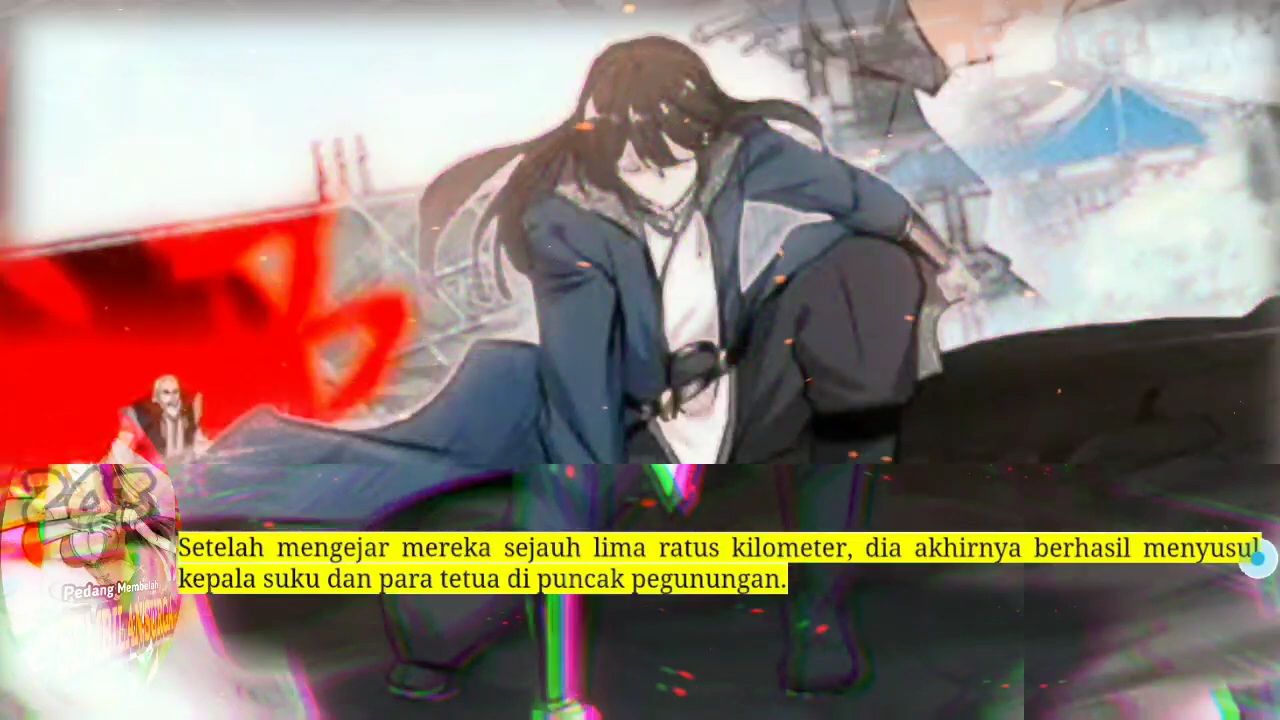 243
Pedang Membelah
Setelah mengejar mereka sejauh lima ratus kilometer, dia akhirnya berhasil menyusul
kepala suku dan para tetua di puncak pegunungan.